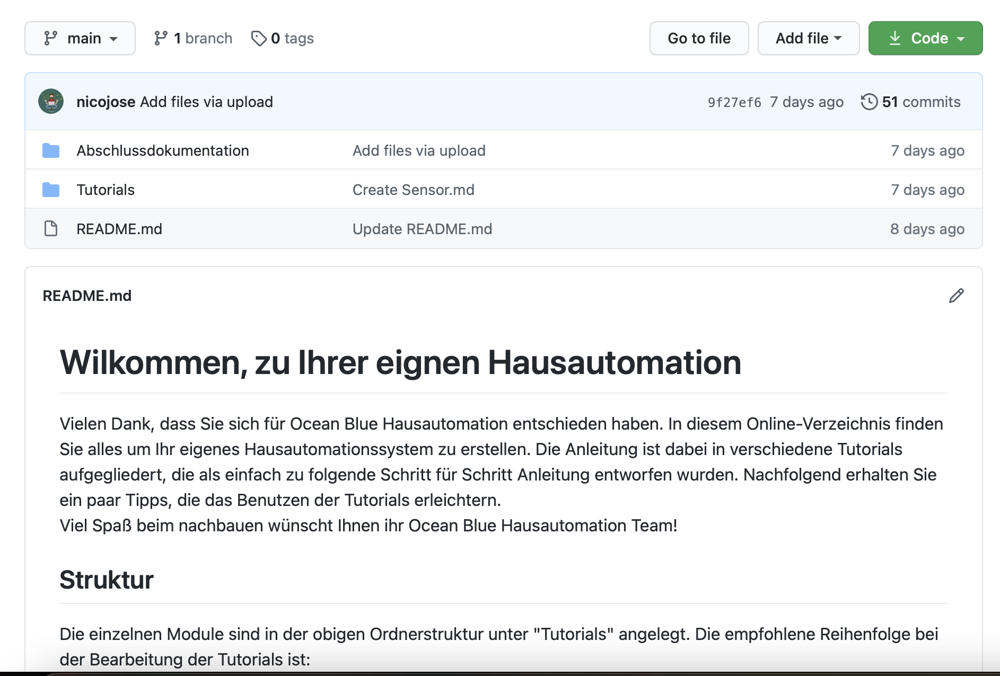 main 1 branch 0 tags Go to file Add file Code
nicojose Add files via upload 9f27ef6 7 days ago 51 commits
Abschlussdokumentation Add files via upload 7 days ago
Tutorials Create Sensor.md 7 days ago
README.md Update README.md 8 days ago
README.md
Wilkommen, zu Ihrer eignen Hausautomation
Vielen Dank, dass Sie sich für Ocean Blue Hausautomation entschieden haben. In diesem Online-Verzeichnis finden
Sie alles um Ihr eigenes Hausautomationssystem zu erstellen. Die Anleitung ist dabei in verschiedene Tutorials
aufgegliedert, die als einfach zu folgende Schritt für Schritt Anleitung entworfen wurden. Nachfolgend erhalten Sie
ein paar Tipps, die das Benutzen der Tutorials erleichtern.
Viel Spaß beim nachbauen wünscht Ihnen ihr Ocean Blue Hausautomation Team!
Struktur
Die einzelnen Module sind in der obigen Ordnerstruktur unter "Tutorials" angelegt. Die empfohlene Reihenfolge bei
der Bearbeitung der Tutorials ist: